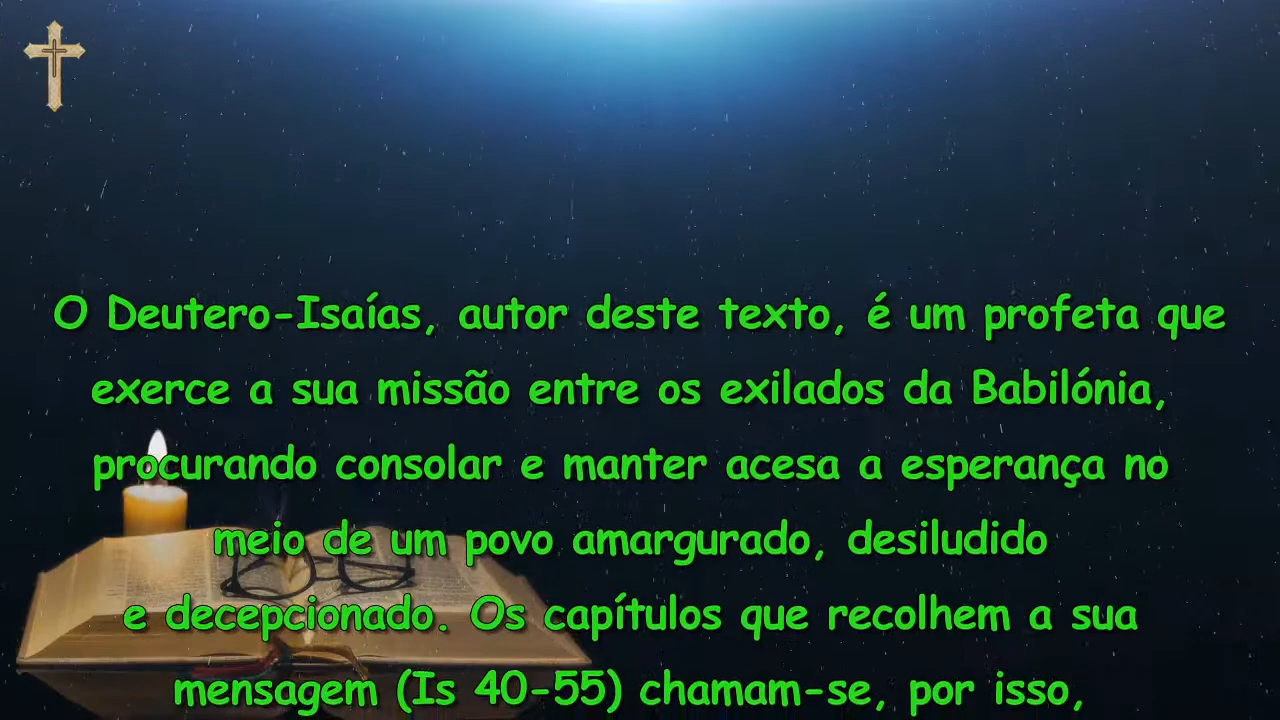 O Deutero-Isaías, autor deste texto, é um profeta que
exerce a sua missão entre os exilados da Babilónia,
procurando consolar e manter acesa a esperança no
meio de um povo amargurado, desiludido
e decepcionado. Os capítulos que recolhem a sua
mensagem (Is 40-55) chamam-se, por isso,